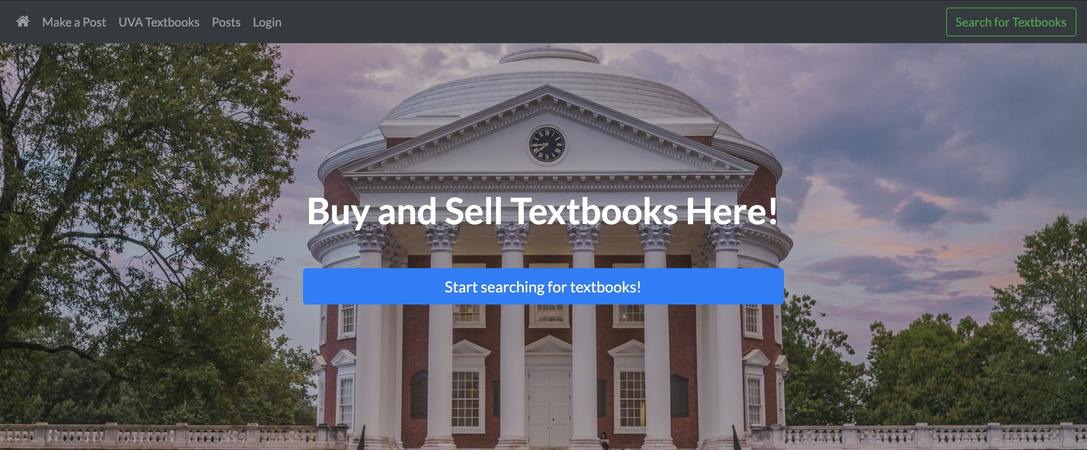 Make a Post UVA Textbooks Posts Login Search for Textbooks
Buy and Sell Textbooks Here!
Start searching for textbooks!